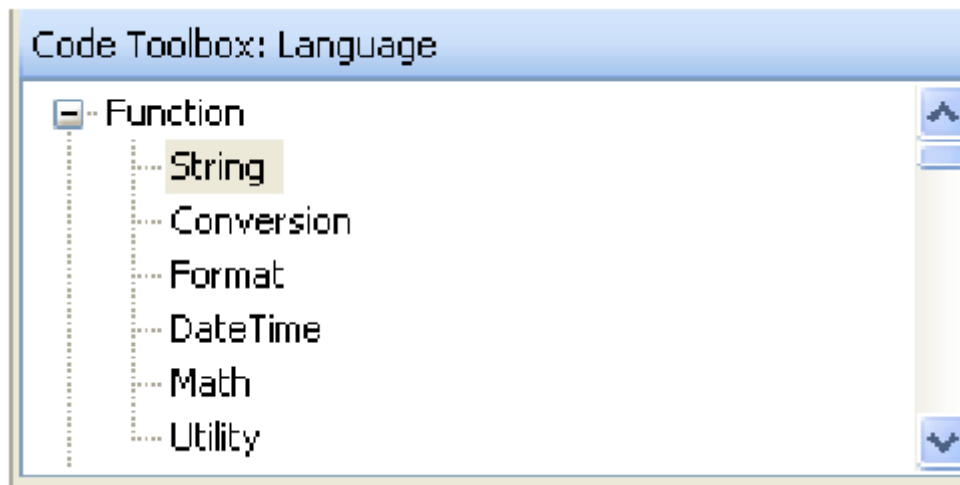 Code Toolbox: Language
Function
String
Conversion
Format
DateTime
Math
Utility